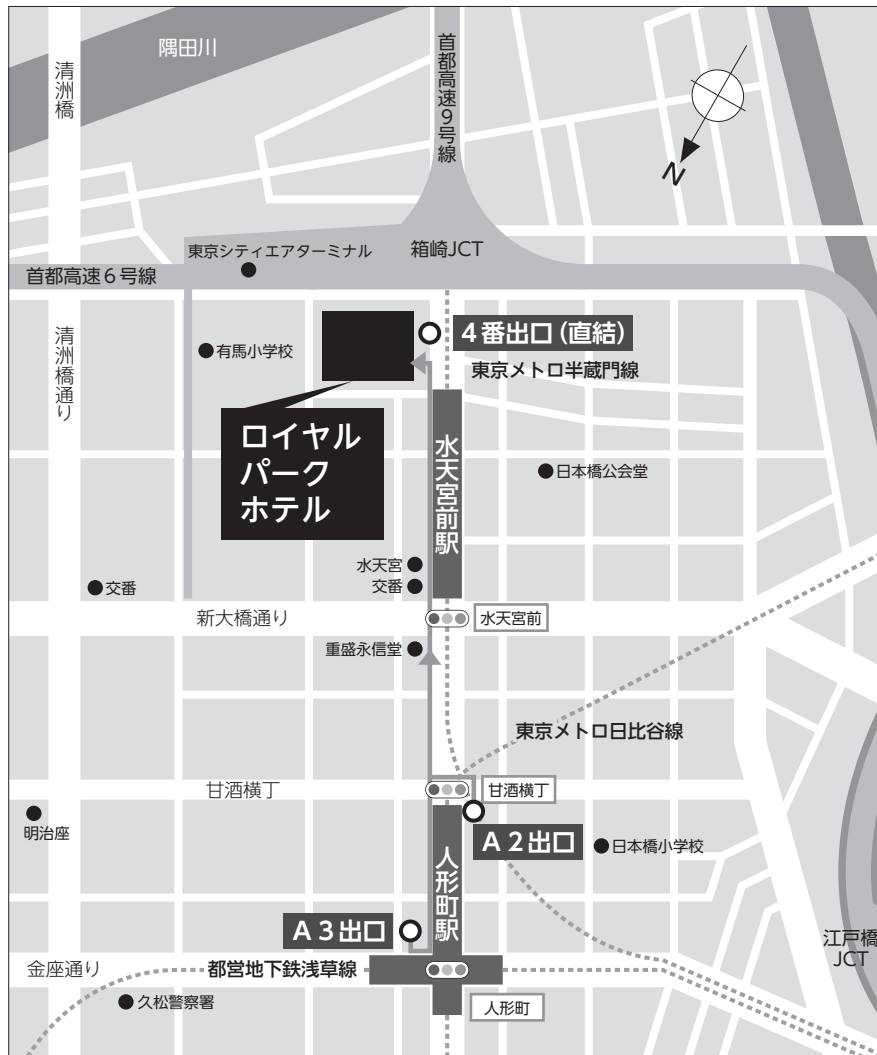 隅田川
清洲橋
首都高速9号線
N
東京シティエアターミナル
箱崎JCT
首都高速6号線
清洲橋通り
有馬小学校
4番出口（直結）
東京メトロ半蔵門線
ロイヤル
パーク
ホテル
水天宮前駅
日本橋公会堂
水天宮
交番
交番
新大橋通り
水天宮前
重盛永信堂
東京メトロ日比谷線
甘酒横丁
甘酒横丁
明治座
A2出口
日本橋小学校
人形町駅
A3出口
江戸橋
JCT
金座通り
都営地下鉄浅草線
久松警察署
人形町